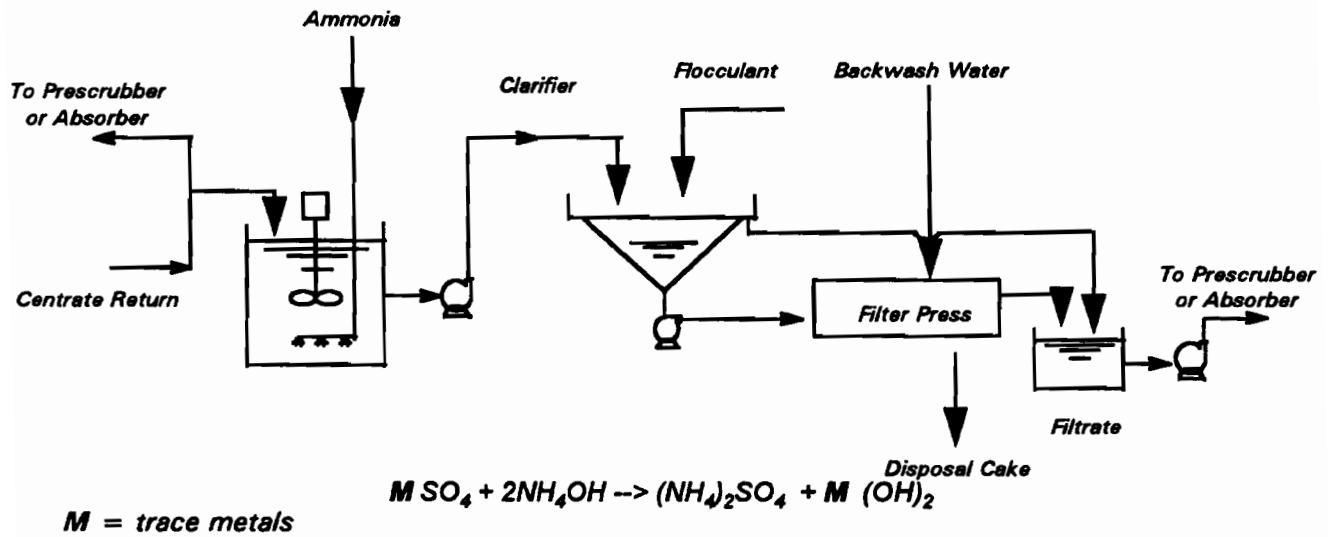 Ammonia
To Prescrubber
or Absorber
Clarifier
Flocculant
Backwash Water
Centrate Return
Filter Press
To Prescrubber
or Absorber
Filtrate
Disposal Cake
M SO4 + 2NH4OH --> (NH4)2SO4 + M (OH)2
M = trace metals